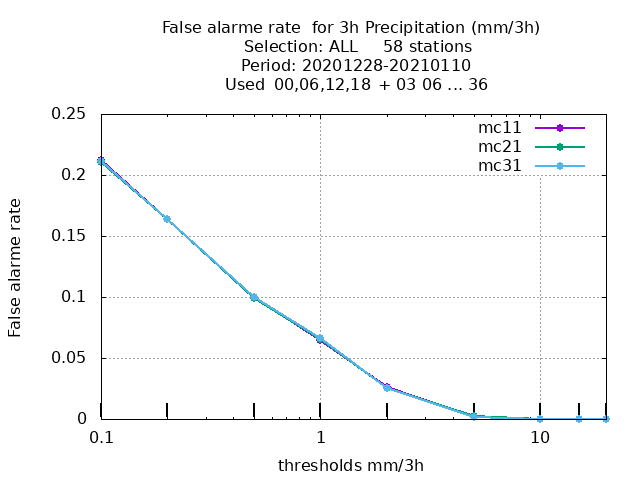 False alarme rate  for 3h Precipitation (mm/3h)
Selection: ALL     58 stations
Period: 20201228-20210110
Used  00,06,12,18  + 03 06 ... 36
0.25
mc11
mc21
mc31
0.2
0.15
False alarme rate
0.1
0.05
0
0.1
1
10
thresholds mm/3h